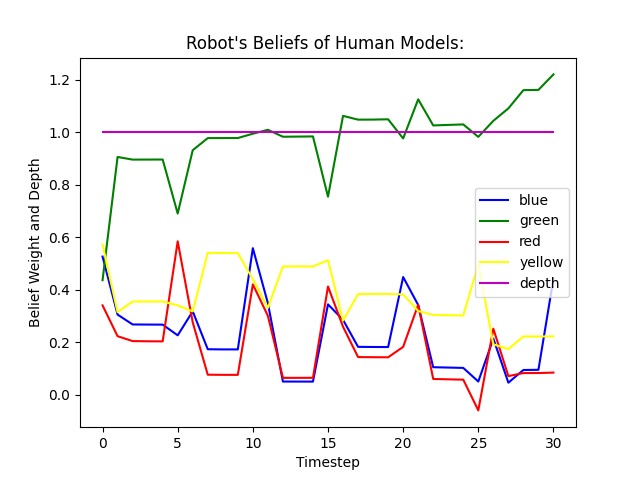 Robot's Beliefs of Human Models:
Belief Weight and Depth
1.2
1.0
0.8
0.6
0.4
0.2
0.0
blue
green
red
yellow
depth
0 5 10 15 20 25 30
Timestep